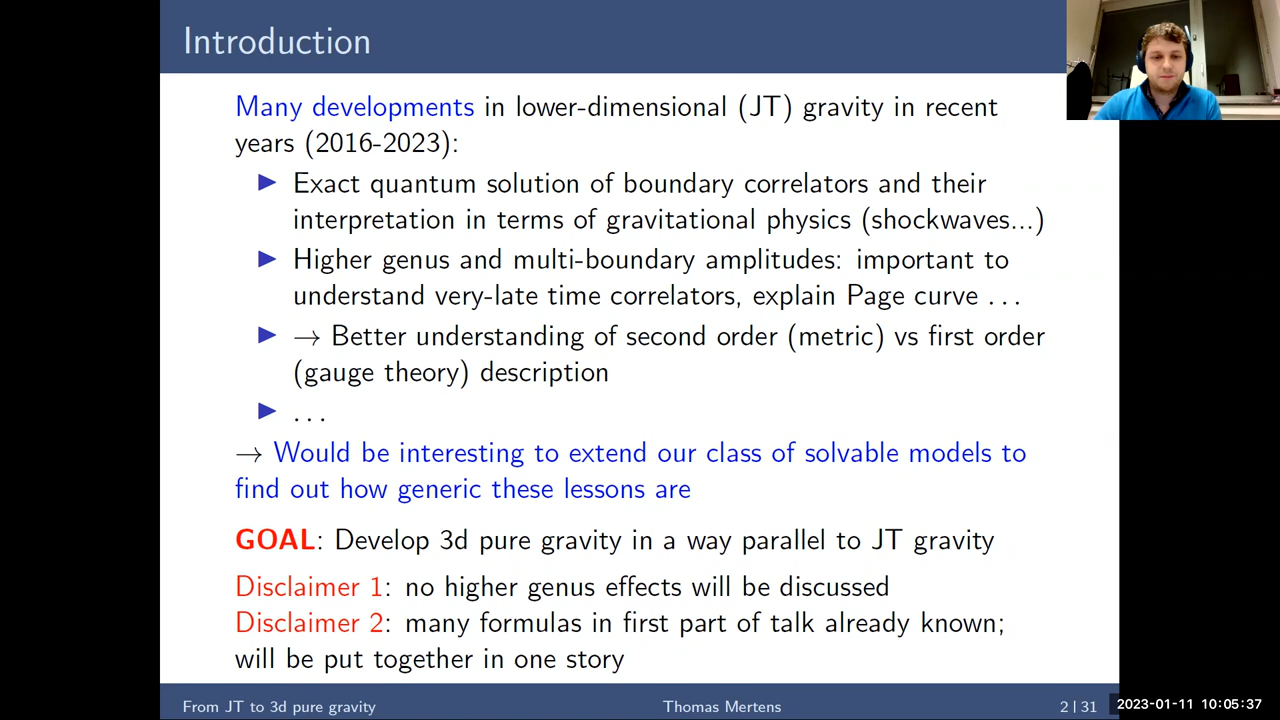 Introduction
Many developments in lower-dimensional (JT) gravity in recent
years (2016-2023):
▶ Exact quantum solution of boundary correlators and their
interpretation in terms of gravitational physics (shockwaves...)
▶ Higher genus and multi-boundary amplitudes: important to
understand very-late time correlators, explain Page curve ...
▶ → Better understanding of second order (metric) vs first order
(gauge theory) description
▶ ...
→ Would be interesting to extend our class of solvable models to
find out how generic these lessons are
GOAL: Develop 3d pure gravity in a way parallel to JT gravity
Disclaimer 1: no higher genus effects will be discussed
Disclaimer 2: many formulas in first part of talk already known;
will be put together in one story
From JT to 3d pure gravity
Thomas Mertens
2 | 31
2023-01-11 10:05:37